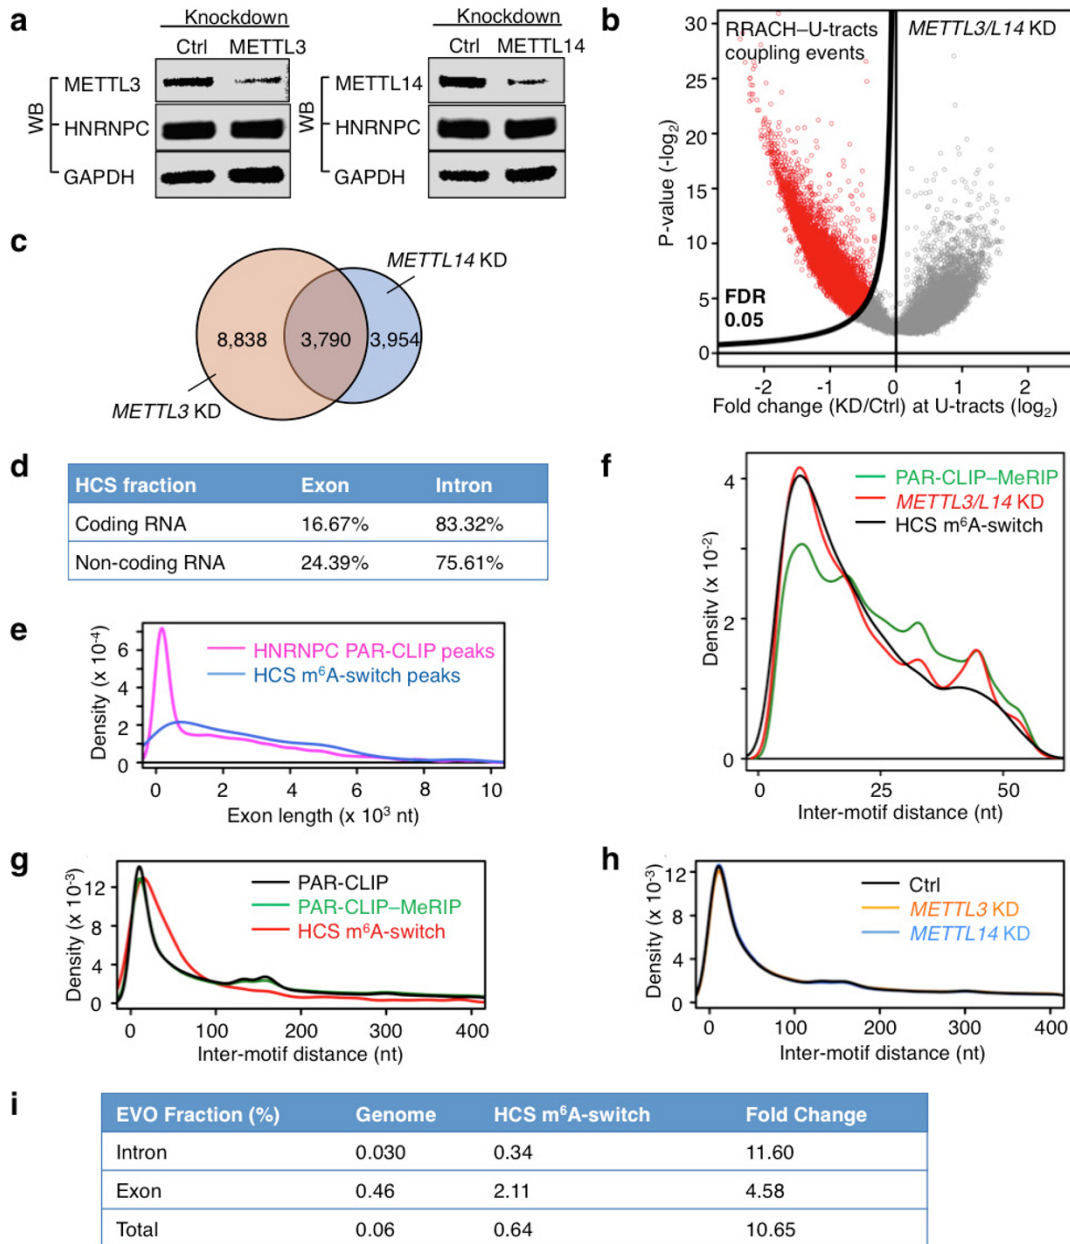 a
Knockdown
Ctrl METTL3
WB
METTL3
HNRNPC
GAPDH
Knockdown
Ctrl METTL14
WB
METTL14
HNRNPC
GAPDH
b
RRACH–U-tracts
coupling events
METTL3/L14 KD
P-value (-log2)
30
25
20
15
10
5
0
FDR
0.05
-2 -1 0 1 2
Fold change (KD/Ctrl) at U-tracts (log2)
c
METTL14 KD
8,838 3,790 3,954
METTL3 KD
d
HCS fraction Exon Intron
Coding RNA 16.67% 83.32%
Non-coding RNA 24.39% 75.61%
e
Density (x 10-4)
6
4
2
0
HNRNPC PAR-CLIP peaks
HCS m6A-switch peaks
0 2 4 6 8 10
Exon length (x 103 nt)
f
Density (x 10-2)
4
2
0
PAR-CLIP–MeRIP
METTL3/L14 KD
HCS m6A-switch
0 25 50
Inter-motif distance (nt)
g
Density (x 10-3)
12
8
4
0
PAR-CLIP
PAR-CLIP–MeRIP
HCS m6A-switch
0 100 200 300 400
Inter-motif distance (nt)
h
Density (x 10-3)
12
8
4
0
Ctrl
METTL3 KD
METTL14 KD
0 100 200 300 400
Inter-motif distance (nt)
i
EVO Fraction (%) Genome HCS m6A-switch Fold Change
Intron 0.030 0.34 11.60
Exon 0.46 2.11 4.58
Total 0.06 0.64 10.65